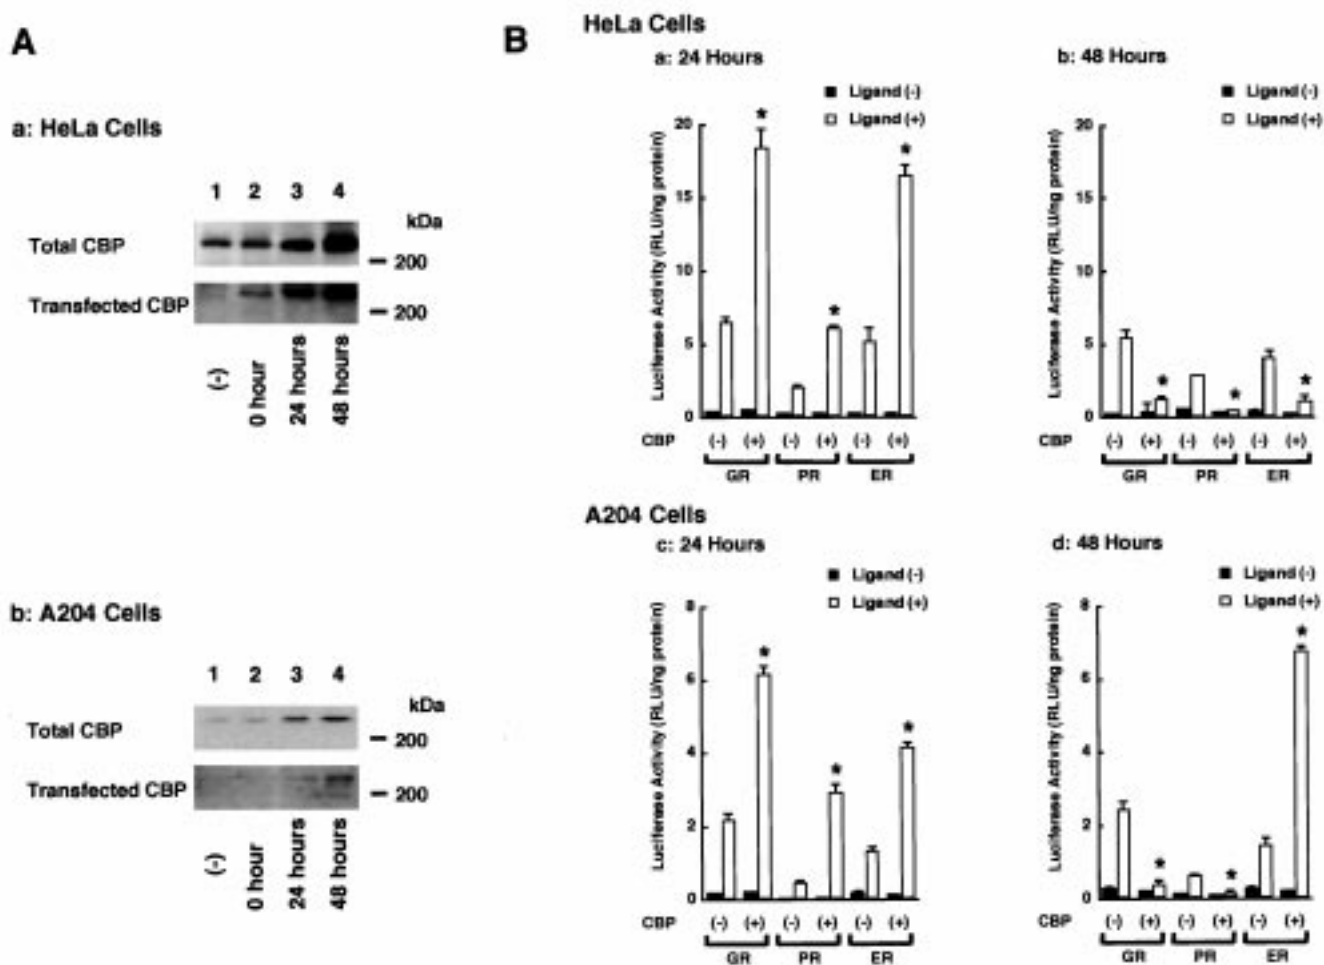 A
a: HeLa Cells
1 2 3 4
kDa
Total CBP
200
Transfected CBP
200
(-) 0 hour 24 hours 48 hours
b: A204 Cells
1 2 3 4
kDa
Total CBP
200
Transfected CBP
200
(-) 0 hour 24 hours 48 hours
B
HeLa Cells
a: 24 Hours
Ligand (-)
Ligand (+)
Luciferase Activity (RLU/ng protein)
20
15
10
5
0
* * *
CBP (-) (+) (-) (+) (-) (+)
GR PR ER
b: 48 Hours
Ligand (-)
Ligand (+)
Luciferase Activity (RLU/ng protein)
20
15
10
5
0
* * *
CBP (-) (+) (-) (+) (-) (+)
GR PR ER
A204 Cells
c: 24 Hours
Ligand (-)
Ligand (+)
Luciferase Activity (RLU/ng protein)
8
6
4
2
0
* * *
CBP (-) (+) (-) (+) (-) (+)
GR PR ER
d: 48 Hours
Ligand (-)
Ligand (+)
Luciferase Activity (RLU/ng protein)
8
6
4
2
0
* * *
CBP (-) (+) (-) (+) (-) (+)
GR PR ER